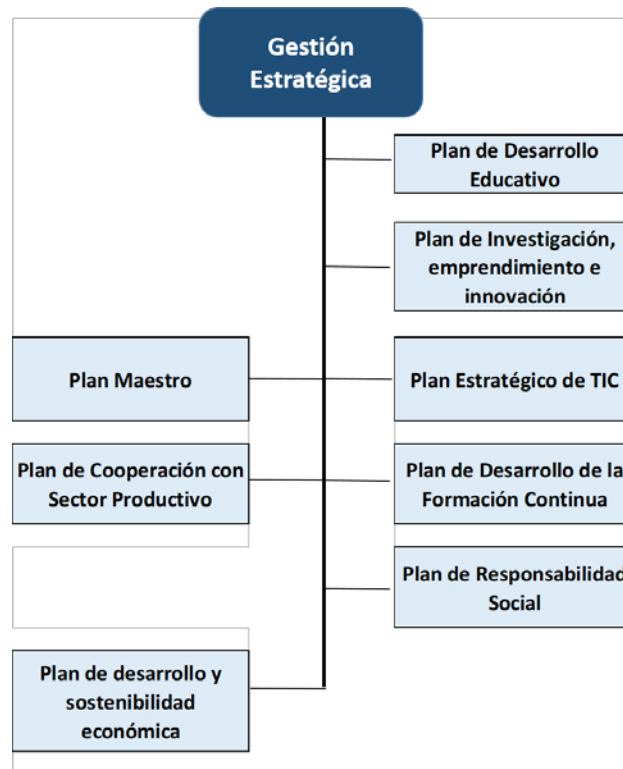 Gestión
Estratégica
Plan de Desarrollo
Educativo
Plan de Investigación,
emprendimiento e
innovación
Plan Maestro
Plan Estratégico de TIC
Plan de Cooperación con
Sector Productivo
Plan de Desarrollo de la
Formación Continua
Plan de Responsabilidad
Social
Plan de desarrollo y
sostenibilidad
económica